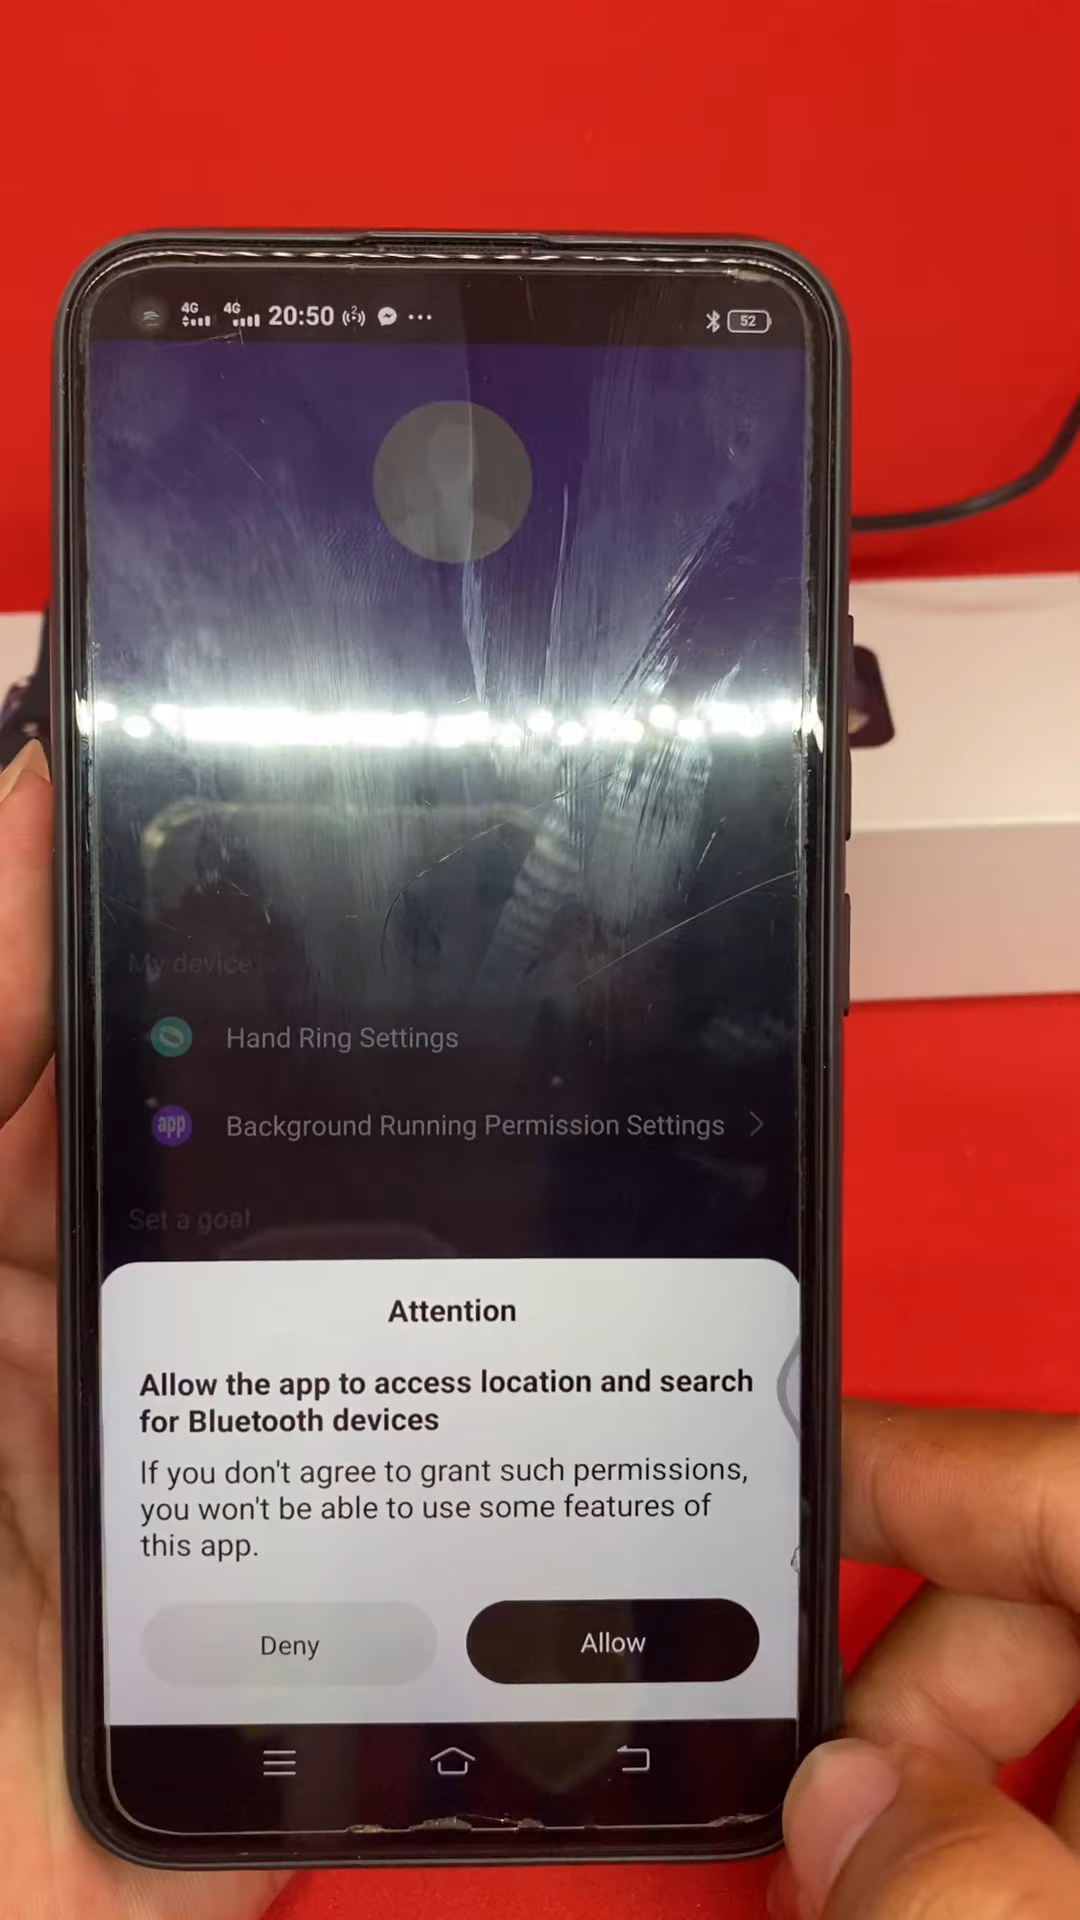 4G 4G 20:50 52
My device
Hand Ring Settings
app Background Running Permission Settings
Set a goal
Attention
Allow the app to access location and search
for Bluetooth devices
If you don't agree to grant such permissions,
you won't be able to use some features of
this app.
Deny Allow